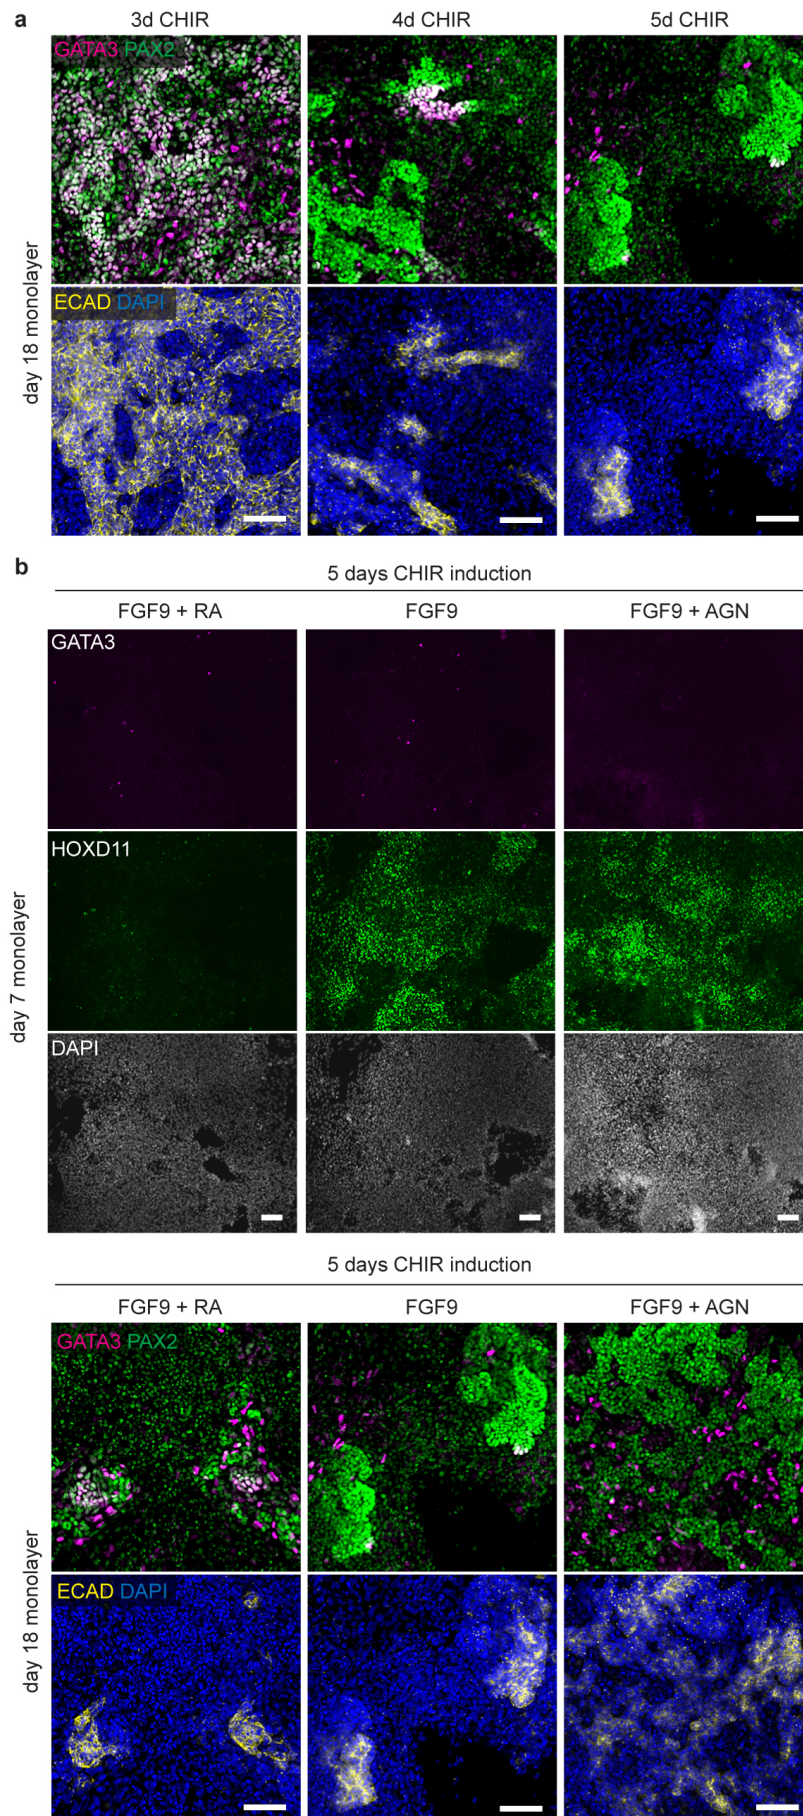 a
3d CHIR 4d CHIR 5d CHIR
GATA3 PAX2
ECAD DAPI
day 18 monolayer
b
5 days CHIR induction
FGF9 + RA FGF9 FGF9 + AGN
GATA3
HOXD11
DAPI
day 7 monolayer
5 days CHIR induction
FGF9 + RA FGF9 FGF9 + AGN
GATA3 PAX2
ECAD DAPI
day 18 monolayer